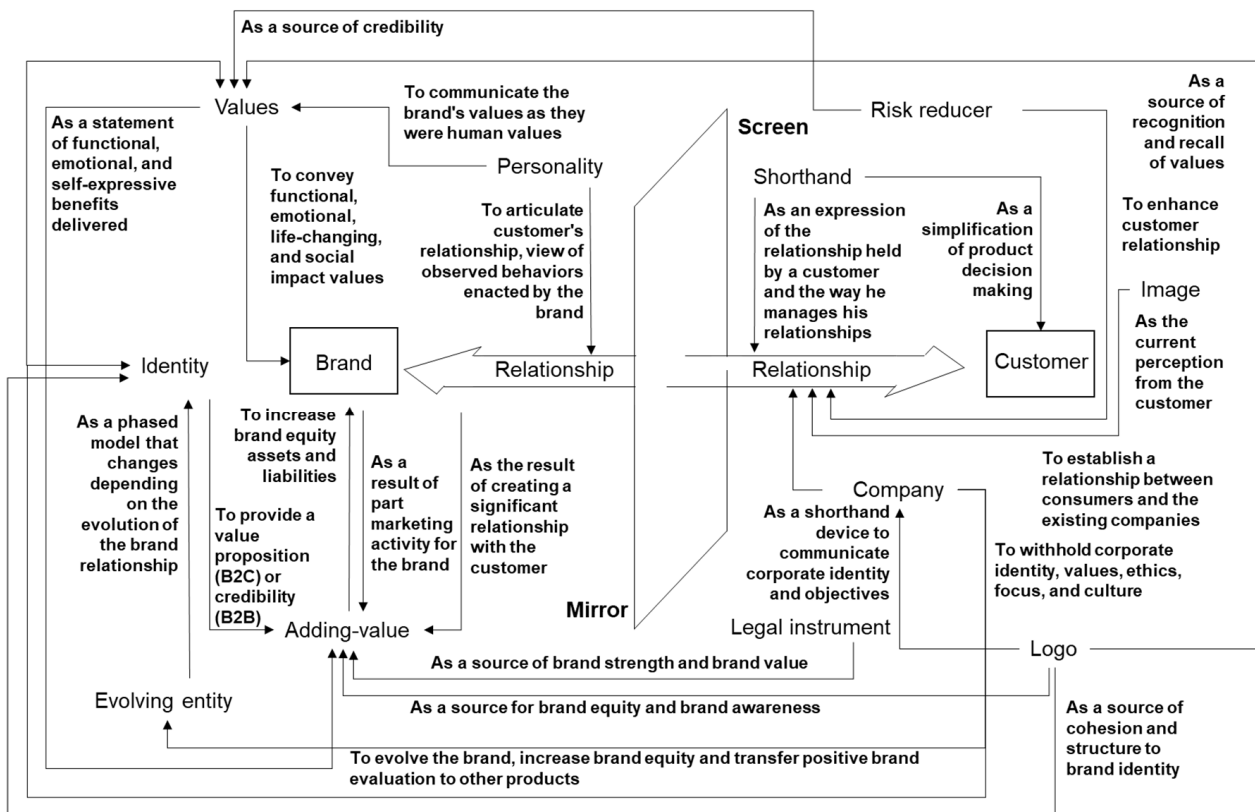 As a source of credibility
Values
To communicate the
brand's values as they
were human values
Screen
Risk reducer
As a
source of
recognition
and recall
of values
As a statement
of functional,
emotional, and
self-expressive
benefits
delivered
Personality
Shorthand
To convey
functional,
emotional,
life-changing,
and social
impact values
To articulate
customer's
relationship, view of
observed behaviors
enacted by the
brand
As an expression
of the
relationship held
by a customer
and the way he
manages his
relationships
As a
simplification
of product
decision
making
To enhance
customer
relationship
Image
As the
current
perception
from the
customer
Identity
Brand
Relationship
Relationship
Customer
As a phased
model that
changes
depending
on the
evolution of
the brand
relationship
To increase
brand equity
assets and
liabilities
As a
result of
part
marketing
activity for
the brand
As the result
of creating a
significant
relationship
with the
customer
To provide a
value
proposition
(B2C) or
credibility
(B2B)
Company
As a shorthand
device to
communicate
corporate identity
and objectives
To establish a
relationship between
consumers and the
existing companies
To withhold corporate
identity, values, ethics,
focus, and culture
Mirror
Adding-value
Legal instrument
Logo
As a source of brand strength and brand value
Evolving entity
As a source for brand equity and brand awareness
As a source of
cohesion and
structure to
brand identity
To evolve the brand, increase brand equity and transfer positive brand
evaluation to other products